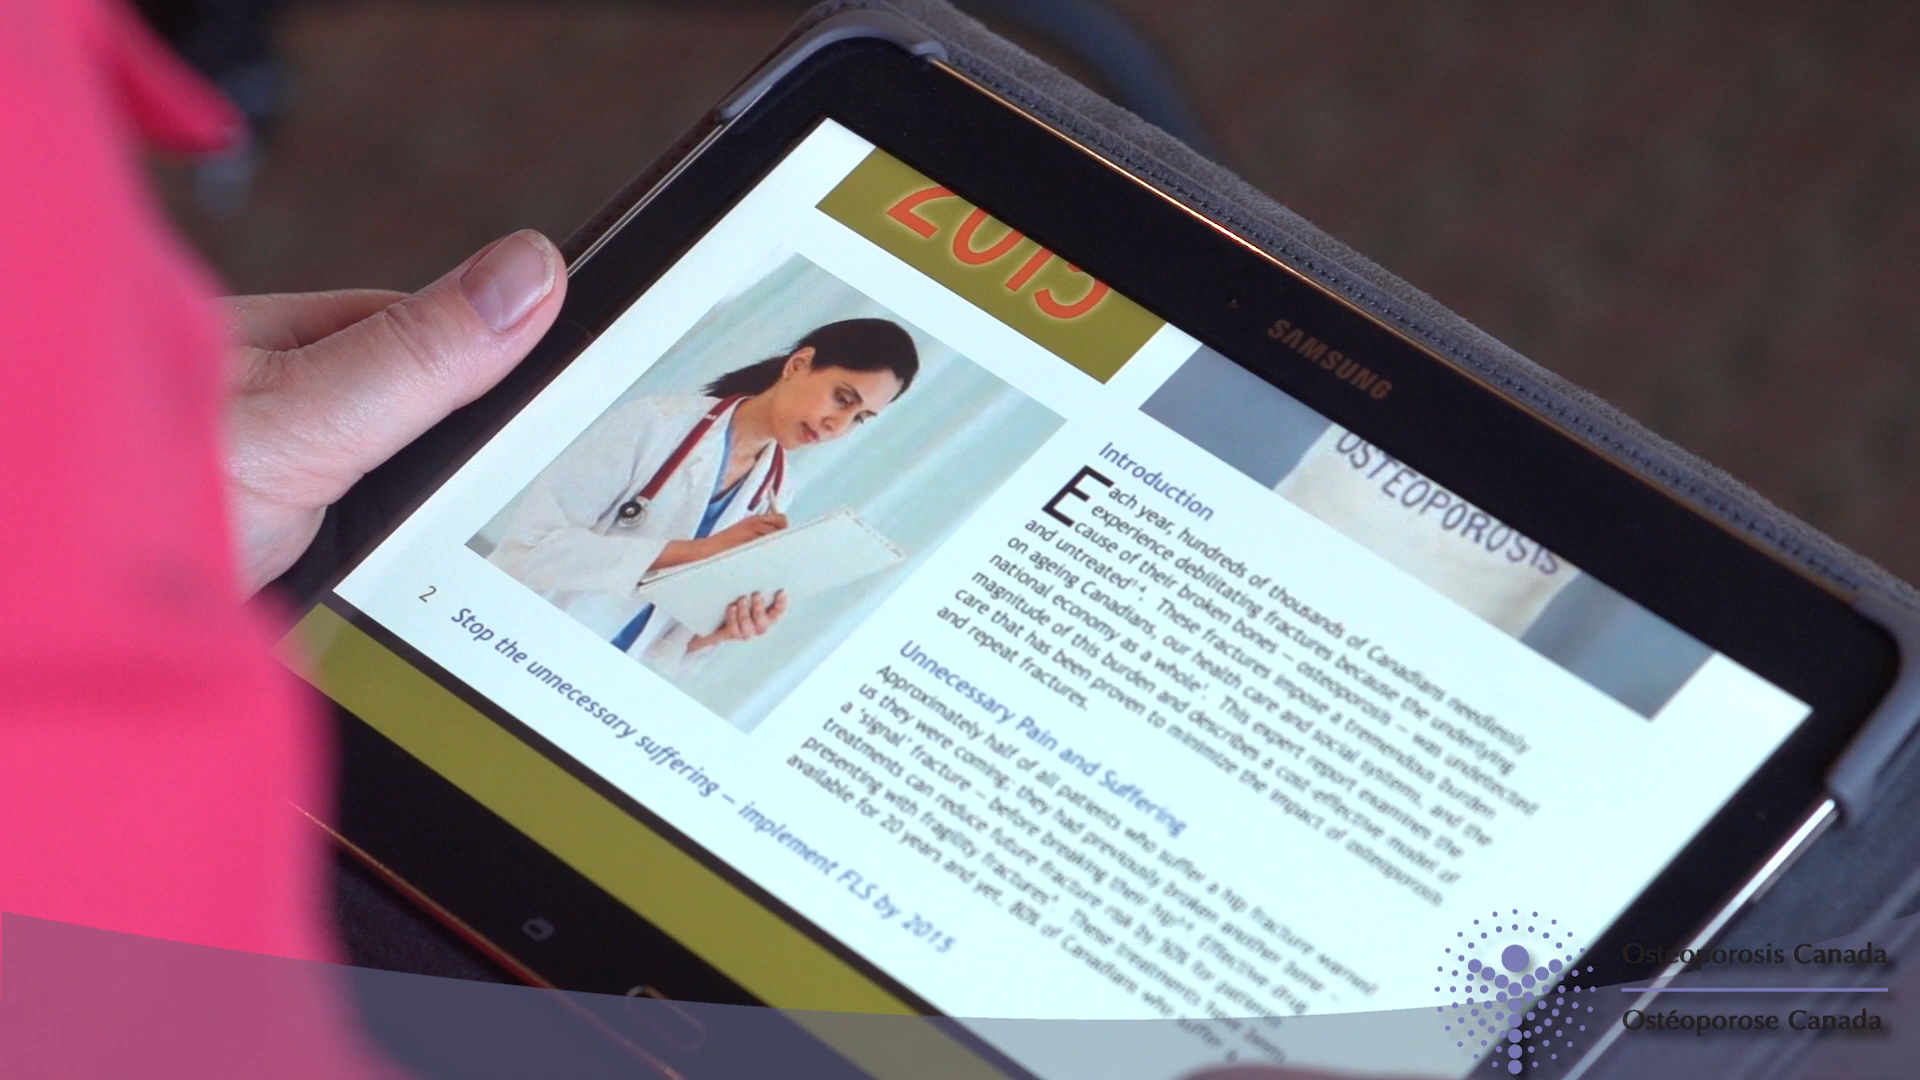 2015
SAMSUNG
OSTEOPOROSIS
Introduction
Each year, hundreds of thousands of Canadians needlessly
experience debilitating fractures because the underlying
cause of their broken bones – osteoporosis – was undetected
and untreated¹⁻⁴. These fractures impose a tremendous burden
on ageing Canadians, our health care and social systems, and the
national economy as a whole⁵. This expert report examines the
magnitude of this burden and describes a cost-effective model of
care that has been proven to minimize the impact of osteoporosis
and repeat fractures.
Unnecessary Pain and Suffering
Approximately half of all patients who suffer a hip fracture warned
us they were coming; they had previously broken another bone –
a ‘signal’ fracture – before breaking their hip. Effective drug
treatments can reduce future fracture risk by 50% for patients
presenting with fragility fractures. These treatments have been
available for 20 years and yet, 80% of Canadians who suffer
2 Stop the unnecessary suffering – implement FLS by 2015
Osteoporosis Canada
Ostéoporose Canada